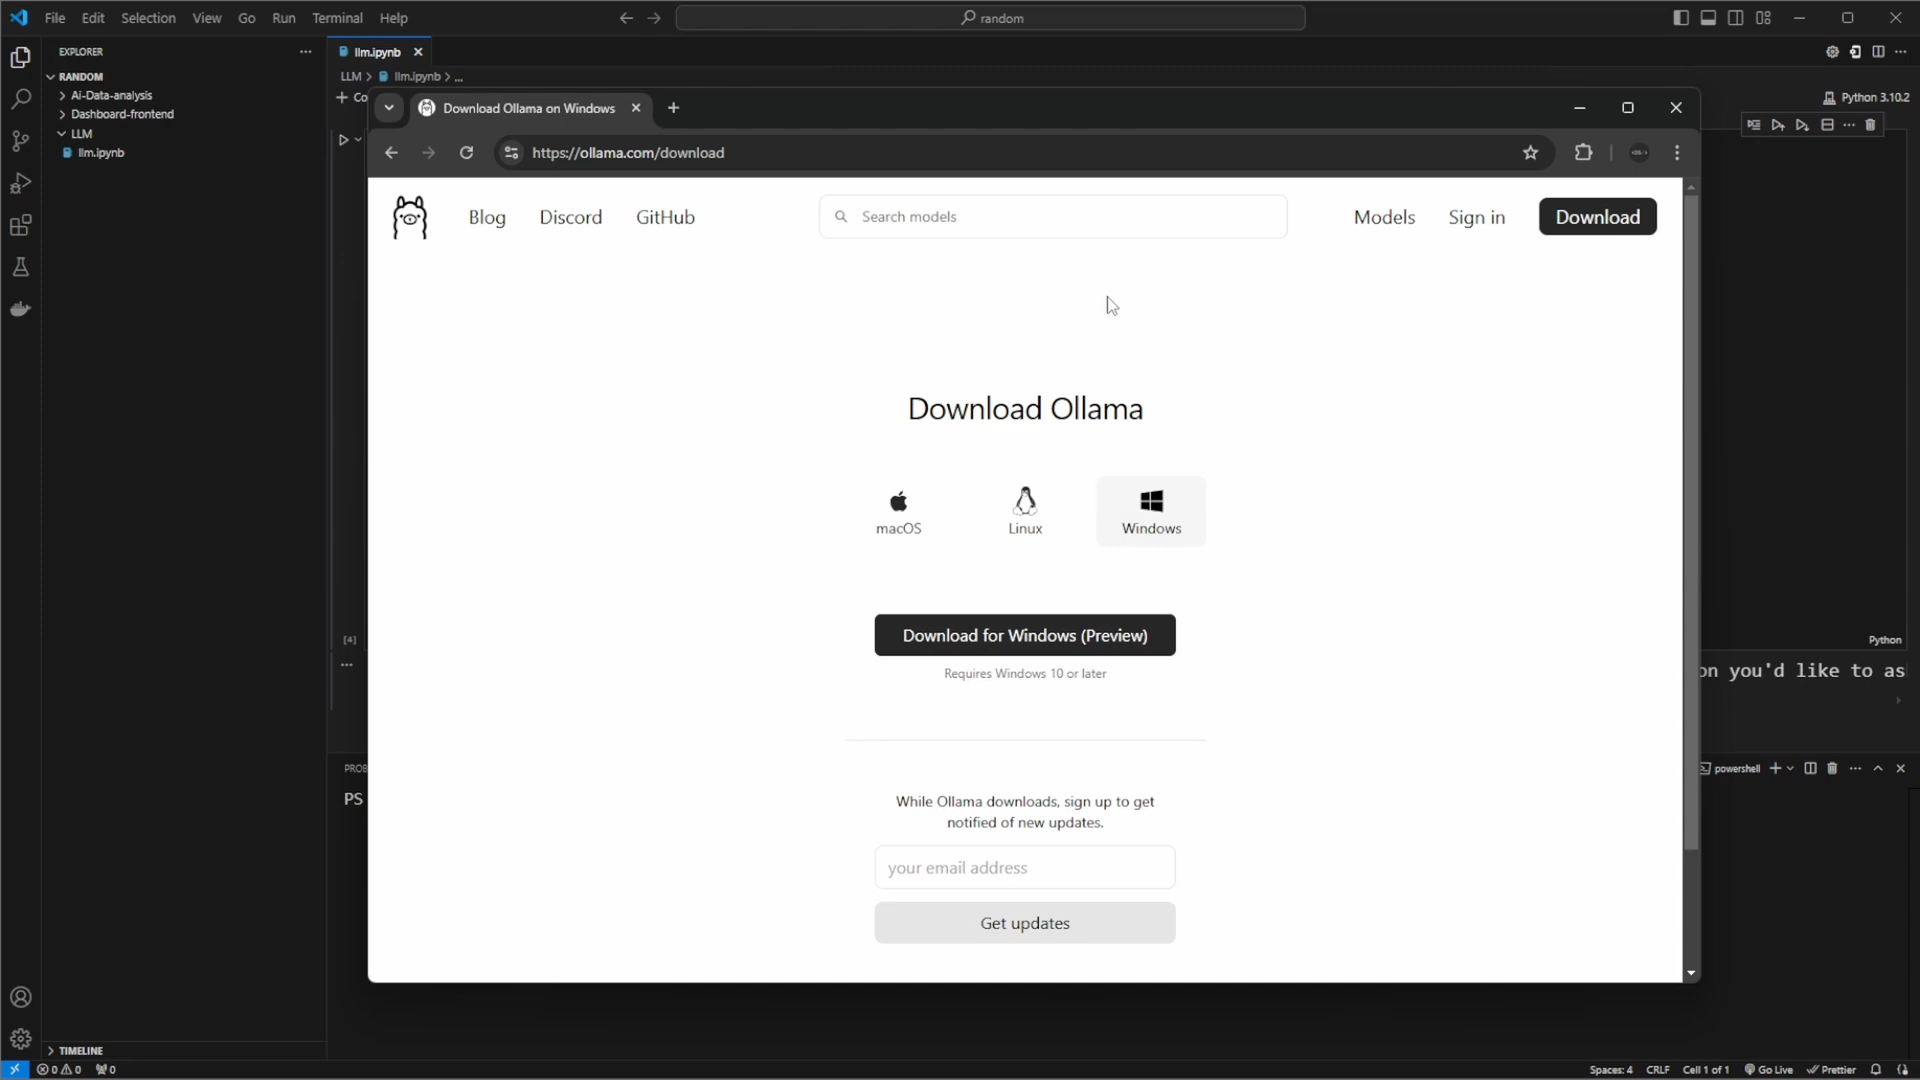 File Edit Selection View Go Run Terminal Help
random
EXPLORER
RANDOM
Ai-Data-analysis
Dashboard-frontend
LLM
llm.ipynb
llm.ipynb
LLM > llm.ipynb > ...
Python 3.10.2
Download Ollama on Windows
https://ollama.com/download
Blog Discord GitHub
Search models
Models Sign in Download
Download Ollama
macOS
Linux
Windows
Download for Windows (Preview)
Requires Windows 10 or later
While Ollama downloads, sign up to get
notified of new updates.
your email address
Get updates
[4]
Python
you'd like to as
powershell
PS
TIMELINE
0 0 0
Spaces: 4 CRLF Cell 1 of 1 Go Live Prettier